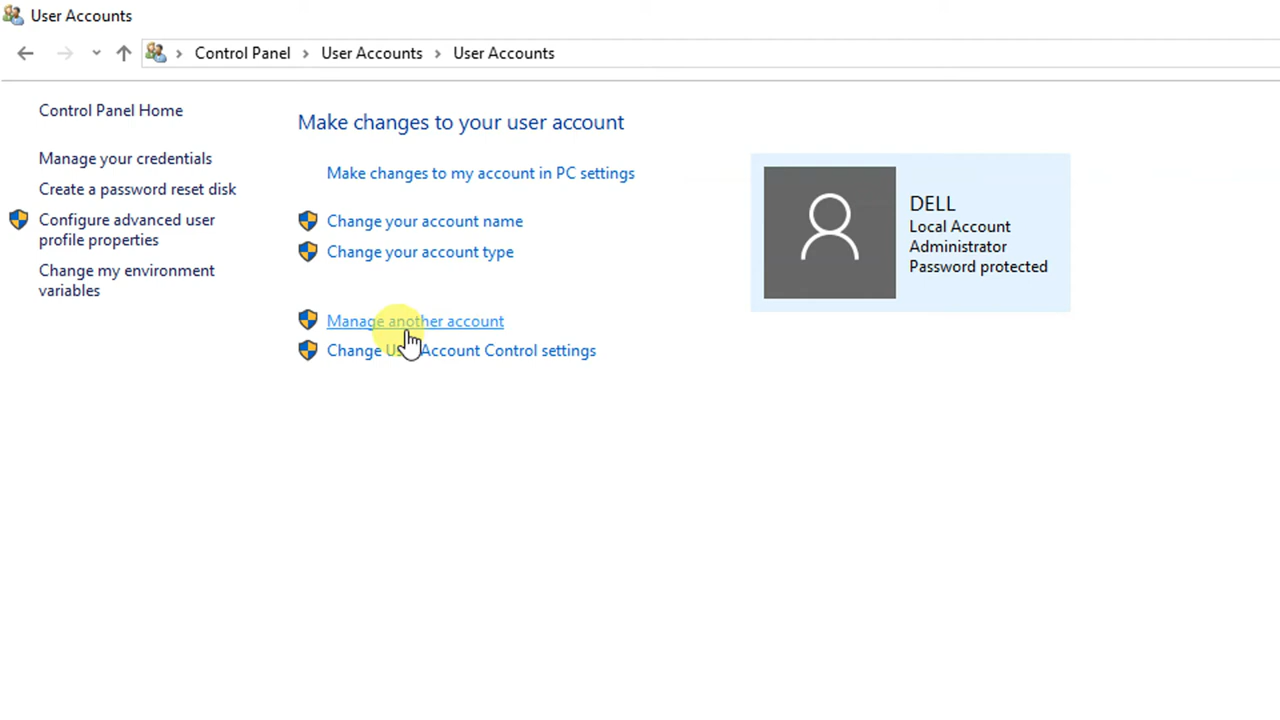 User Accounts
Control Panel > User Accounts > User Accounts
Control Panel Home
Manage your credentials
Create a password reset disk
Configure advanced user
profile properties
Change my environment
variables
Make changes to your user account
Make changes to my account in PC settings
Change your account name
Change your account type
Manage another account
Change User Account Control settings
DELL
Local Account
Administrator
Password protected